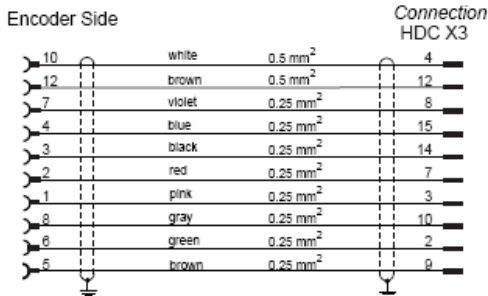 Encoder Side
Connection
HDC X3
10 white 0.5 mm² 4
12 brown 0.5 mm² 12
7 violet 0.25 mm² 8
4 blue 0.25 mm² 15
3 black 0.25 mm² 14
2 red 0.25 mm² 7
1 pink 0.25 mm² 3
8 gray 0.25 mm² 10
6 green 0.25 mm² 2
5 brown 0.25 mm² 9